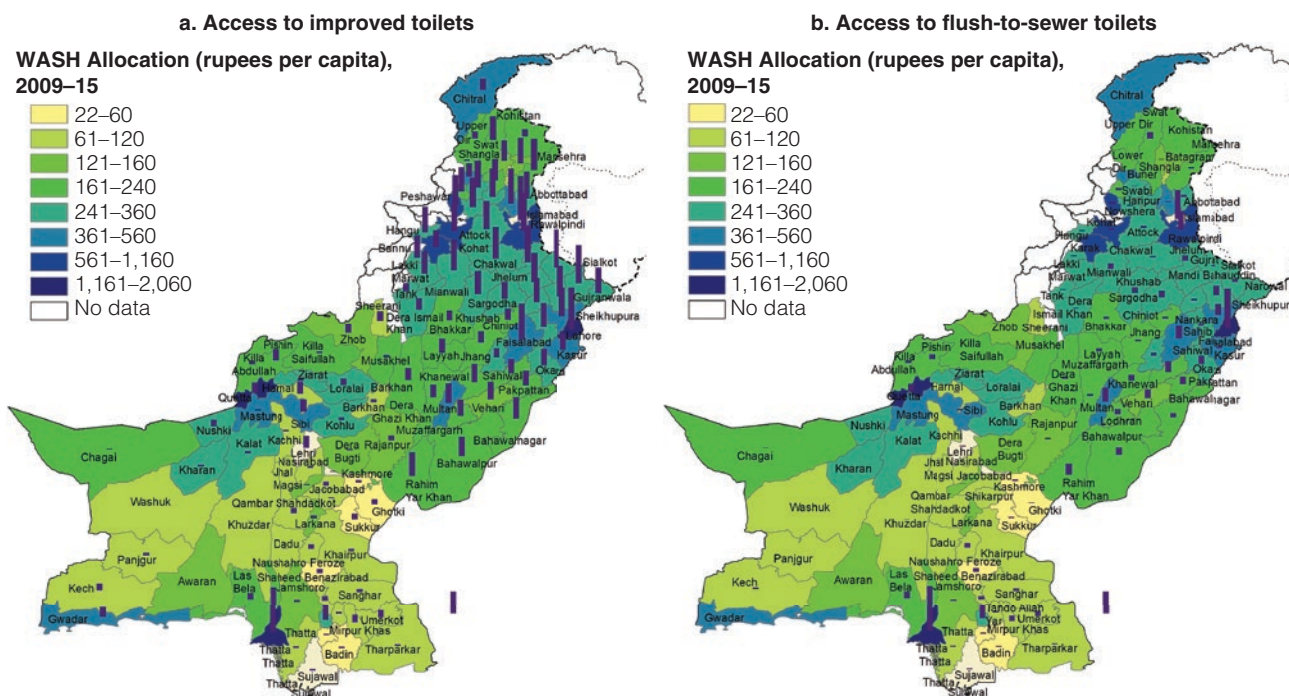 a. Access to improved toilets
WASH Allocation (rupees per capita),
2009–15
22–60
61–120
121–160
161–240
241–360
361–560
561–1,160
1,161–2,060
No data
Chitral
Upper
Dir
Kohistan
Swat
Shangla
Mansehra
Peshawar
Abbottabad
Islamabad
Rawalpindi
Hangu
Attock
Bannu
Kohat
Lakki
Marwat
Chakwal
Jhelum
Sialkot
Tank
Mianwali
Gujranwala
Sargodha
Sheikhupura
Sheerani
Dera
Ismail
Khan
Khushab
Chiniot
Bhakkar
Faisalabad
Lahore
Kasur
Zhob
Pishin
Killa
Saifullah
Musakhel
Layyah
Jhang
Okara
Killa
Abdullah
Ziarat
Khanewal
Sahiwal
Pakpattan
Harnai
Loralai
Barkhan
Quetta
Barkhan
Dera
Ghazi Khan
Multan
Vehari
Mastung
Sibi
Kohlu
Muzaffargarh
Bahawalnagar
Nushki
Kalat
Kachhi
Lehri
Dera
Bugti
Rajanpur
Bahawalpur
Chagai
Kharan
Nasirabad
Jhal
Magsi
Kashmore
Rahim
Yar Khan
Washuk
Jacobabad
Qambar
Shahdadkot
Ghotki
Khuzdar
Larkana
Sukkur
Panjgur
Dadu
Khairpur
Naushahro Feroze
Kech
Awaran
Las
Bela
Shaheed Benazirabad
Jamshoro
Sanghar
Gwadar
Umerkot
Thatta
Mirpur Khas
Badin
Tharparkar
Thatta
Thatta
Sujawal
Thatta
Sujawal
b. Access to flush-to-sewer toilets
WASH Allocation (rupees per capita),
2009–15
22–60
61–120
121–160
161–240
241–360
361–560
561–1,160
1,161–2,060
No data
Chitral
Swat
Upper Dir
Kohistan
Mansehra
Lower
Dir
Batagram
Shangla
Buner
Swabi
Haripur
Abbottabad
Nowshera
Islamabad
Kohat
Attock
Rawalpindi
Hangu
Karak
Chakwal
Jhelum
Gujrat
Lakki
Marwat
Mianwali
Sialkot
Mandi Bahauddin
Khushab
Narowal
Tank
Dera
Ismail Khan
Sargodha
Sheikhupura
Chiniot
Nankana
Sahib
Zhob
Sheerani
Bhakkar
Jhang
Faisalabad
Kasur
Killa
Saifullah
Musakhel
Sahiwal
Pishin
Layyah
Muzaffargarh
Okara
Killa
Abdullah
Ziarat
Dera
Ghazi
Khan
Khanewal
Pakpattan
Harnai
Loralai
Quetta
Barkhan
Multan
Vehari
Bahawalnagar
Mastung
Sibi
Kohlu
Rajanpur
Lodhran
Nushki
Kachhi
Bahawalpur
Kalat
Lehri
Dera
Bugti
Chagai
Kharan
Jhal
Magsi
Nasirabad
Jacobabad
Kashmore
Rahim
Yar Khan
Washuk
Qambar
Shahdadkot
Shikarpur
Ghotki
Khuzdar
Larkana
Sukkur
Panjgur
Dadu
Khairpur
Naushahro Feroze
Kech
Awaran
Las
Bela
Shaheed Benazirabad
Jamshoro
Sanghar
Gwadar
Tando Allah
Yar
Umerkot
Thatta
Mirpur Khas
Badin
Tharparkar
Thatta
Thatta
Sujawal
Thatta
Sujawal